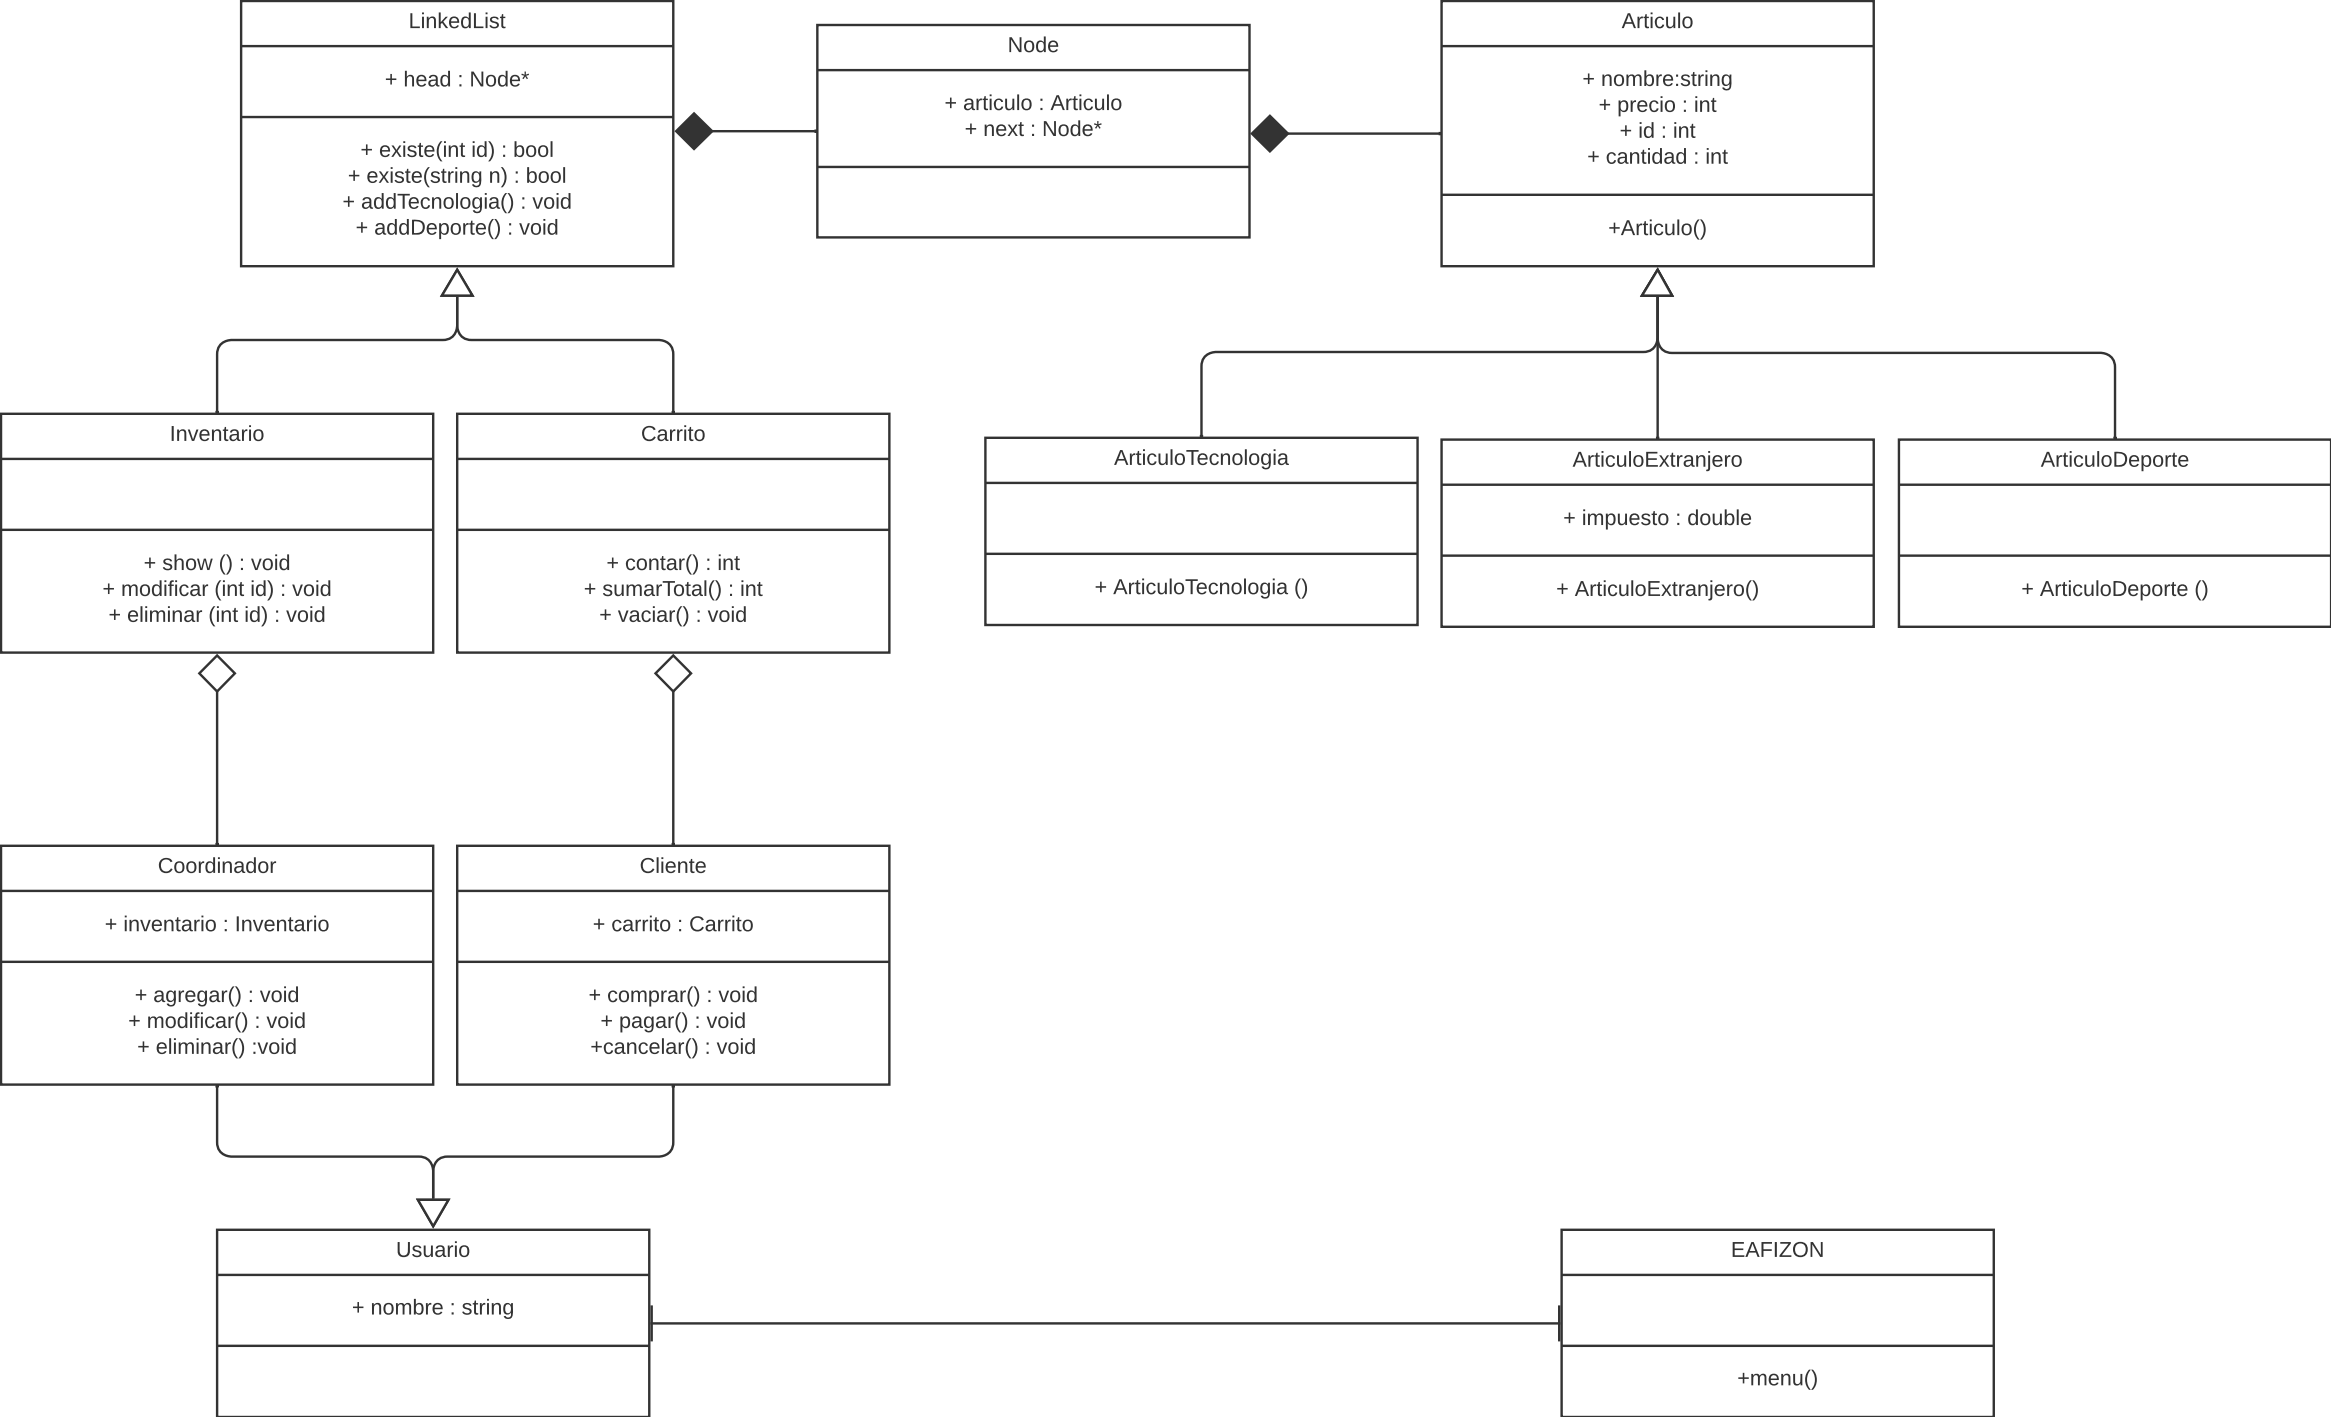 LinkedList
+ head : Node*
+ existe(int id) : bool
+ existe(string n) : bool
+ addTecnologia() : void
+ addDeporte() : void
Node
+ articulo : Articulo
+ next : Node*
Articulo
+ nombre:string
+ precio : int
+ id : int
+ cantidad : int
+Articulo()
Inventario
+ show () : void
+ modificar (int id) : void
+ eliminar (int id) : void
Carrito
+ contar() : int
+ sumarTotal() : int
+ vaciar() : void
ArticuloTecnologia
+ ArticuloTecnologia ()
ArticuloExtranjero
+ impuesto : double
+ ArticuloExtranjero()
ArticuloDeporte
+ ArticuloDeporte ()
Coordinador
+ inventario : Inventario
+ agregar() : void
+ modificar() : void
+ eliminar() :void
Cliente
+ carrito : Carrito
+ comprar() : void
+ pagar() : void
+cancelar() : void
Usuario
+ nombre : string
EAFIZON
+menu()